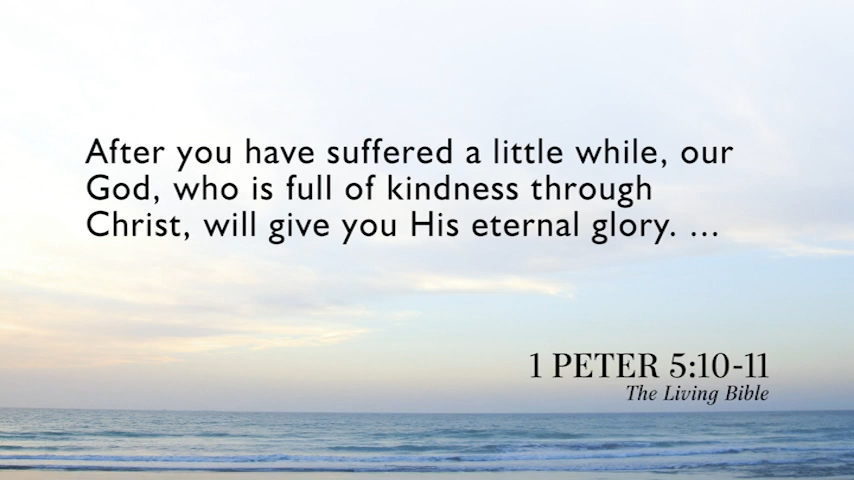 After you have suffered a little while, our
God, who is full of kindness through
Christ, will give you His eternal glory. ...
1 PETER 5:10-11
The Living Bible